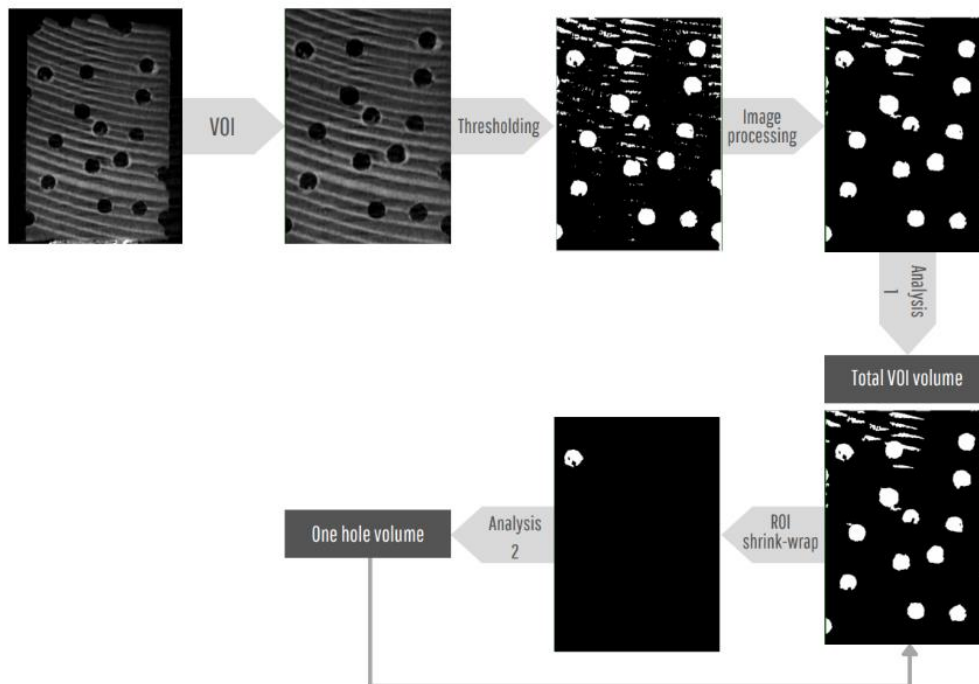 VOI
Thresholding
Image
processing
Analysis
1
Total VOI volume
ROI
shrink-wrap
Analysis
2
One hole volume